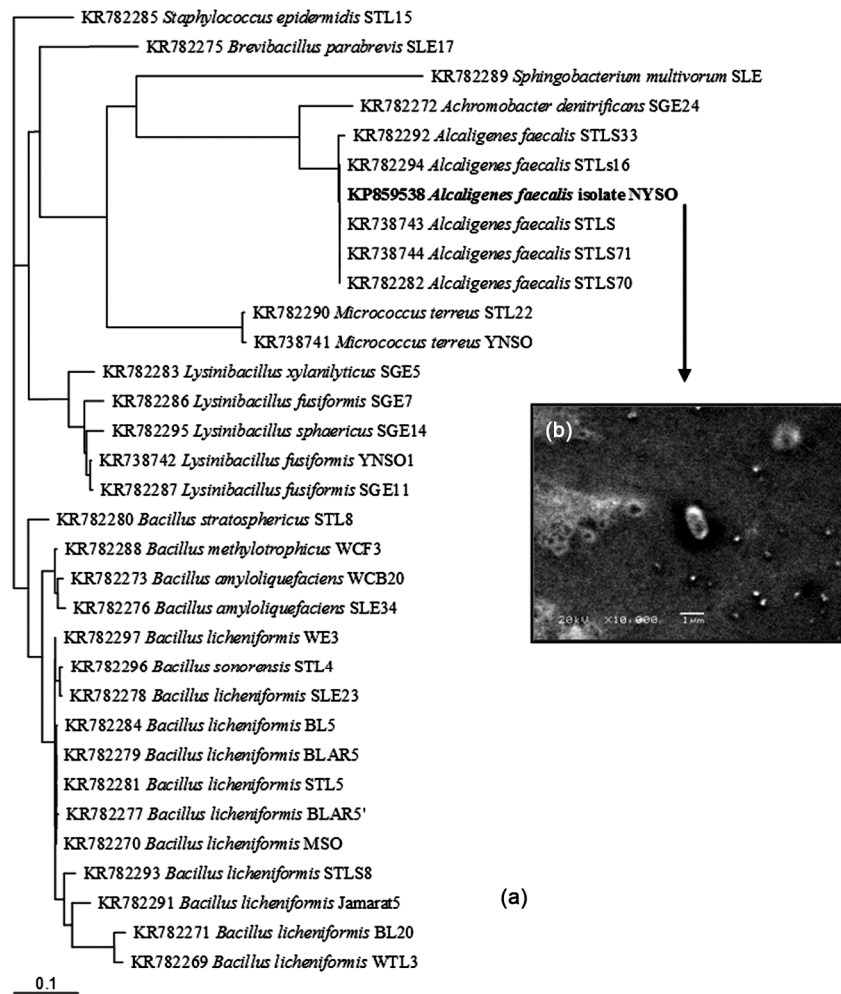 KR782285 Staphylococcus epidermidis STL15
KR782275 Brevibacillus parabrevis SLE17
KR782289 Sphingobacterium multivorum SLE
KR782272 Achromobacter denitrificans SGE24
KR782292 Alcaligenes faecalis STLS33
KR782294 Alcaligenes faecalis STLs16
KP859538 Alcaligenes faecalis isolate NYSO
KR738743 Alcaligenes faecalis STLS
KR738744 Alcaligenes faecalis STLS71
KR782282 Alcaligenes faecalis STLS70
KR782290 Micrococcus terreus STL22
KR738741 Micrococcus terreus YNSO
KR782283 Lysinibacillus xylanilyticus SGE5
KR782286 Lysinibacillus fusiformis SGE7
KR782295 Lysinibacillus sphaericus SGE14
KR738742 Lysinibacillus fusiformis YNSO1
KR782287 Lysinibacillus fusiformis SGE11
KR782280 Bacillus stratosphericus STL8
KR782288 Bacillus methylotrophicus WCF3
KR782273 Bacillus amyloliquefaciens WCB20
KR782276 Bacillus amyloliquefaciens SLE34
KR782297 Bacillus licheniformis WE3
KR782296 Bacillus sonorensis STL4
KR782278 Bacillus licheniformis SLE23
KR782284 Bacillus licheniformis BL5
KR782279 Bacillus licheniformis BLAR5
KR782281 Bacillus licheniformis STL5
KR782277 Bacillus licheniformis BLAR5'
KR782270 Bacillus licheniformis MSO
KR782293 Bacillus licheniformis STLS8
KR782291 Bacillus licheniformis Jamarat5
KR782271 Bacillus licheniformis BL20
KR782269 Bacillus licheniformis WTL3
0.1
(a)
(b)
20kV X10,000 1µm